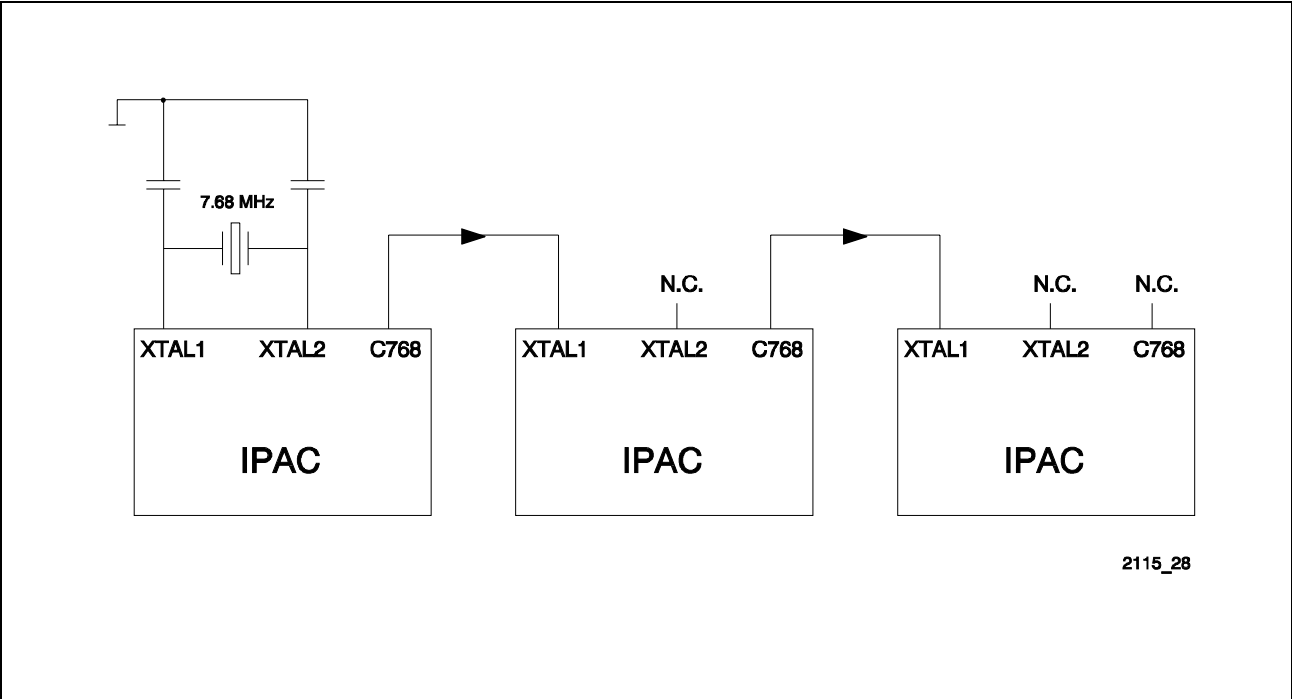 7.68 MHz
N.C. N.C. N.C.
XTAL1 XTAL2 C768 XTAL1 XTAL2 C768 XTAL1 XTAL2 C768
IPAC IPAC IPAC
2115_28